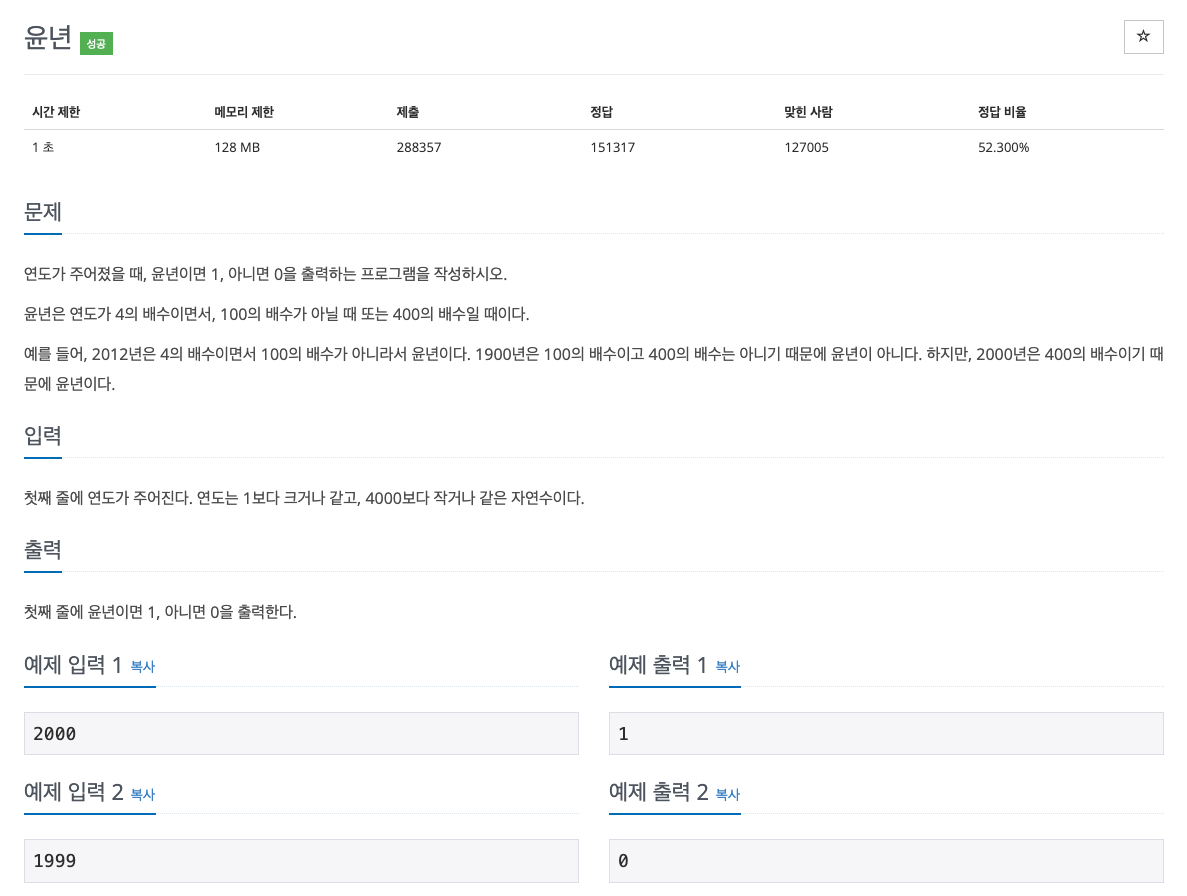 윤년 성공
☆
시간 제한 메모리 제한 제출 정답 맞힌 사람 정답 비율
1 초 128 MB 288357 151317 127005 52.300%
문제
연도가 주어졌을 때, 윤년이면 1, 아니면 0을 출력하는 프로그램을 작성하시오.
윤년은 연도가 4의 배수이면서, 100의 배수가 아닐 때 또는 400의 배수일 때이다.
예를 들어, 2012년은 4의 배수이면서 100의 배수가 아니라서 윤년이다. 1900년은 100의 배수이고 400의 배수는 아니기 때문에 윤년이 아니다. 하지만, 2000년은 400의 배수이기 때
문에 윤년이다.
입력
첫째 줄에 연도가 주어진다. 연도는 1보다 크거나 같고, 4000보다 작거나 같은 자연수이다.
출력
첫째 줄에 윤년이면 1, 아니면 0을 출력한다.
예제 입력 1 복사
2000
예제 출력 1 복사
1
예제 입력 2 복사
1999
예제 출력 2 복사
0